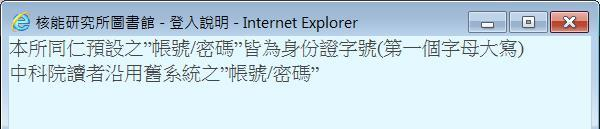 核能研究所圖書館 - 登入說明 - Internet Explorer
本所同仁預設之”帳號/密碼”皆為身份證字號(第一個字母大寫)
中科院讀者沿用舊系統之”帳號/密碼”